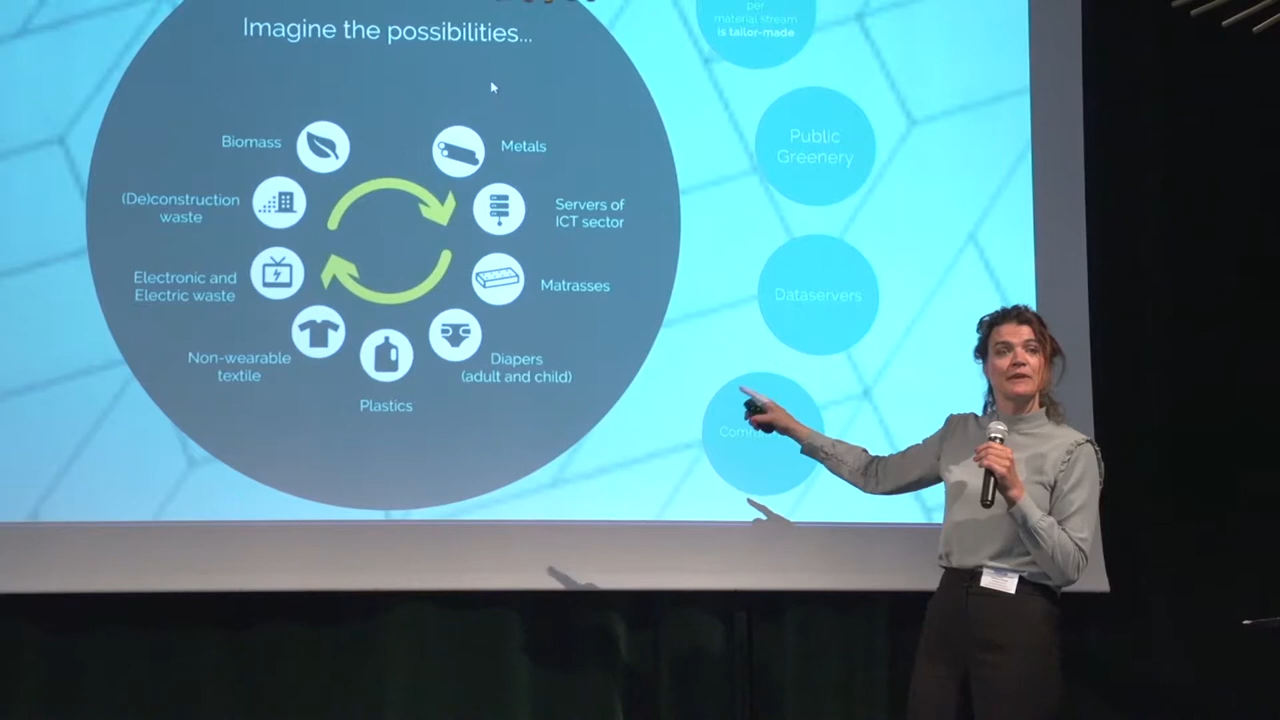 Imagine the possibilities...
Biomass
Metals
(De)construction
waste
Servers of
ICT sector
Electronic and
Electric waste
Matrasses
Non-wearable
textile
Diapers
(adult and child)
Plastics
per
material stream
is tailor-made
Public
Greenery
Dataservers